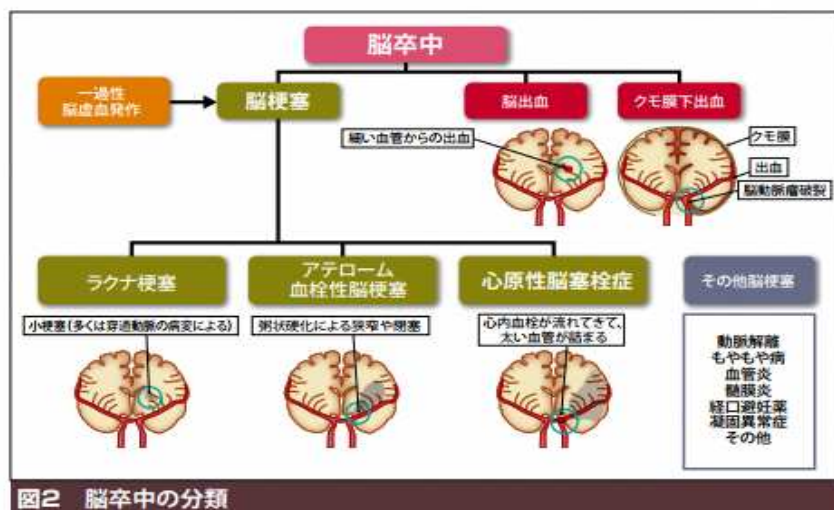 脳卒中
一過性
脳虚血発作
脳梗塞
脳出血
クモ膜下出血
細い血管からの出血
クモ膜
出血
脳動脈瘤破裂
ラクナ梗塞
アテローム
血栓性脳梗塞
心原性脳塞栓症
その他脳梗塞
小梗塞(多くは穿通動脈の病変による)
粥状硬化による狭窄や閉塞
心内血栓が流れてきて、
太い血管が詰まる
動脈解離
もやもや病
血管炎
髄膜炎
経口避妊薬
凝固異常症
その他
図2 脳卒中の分類